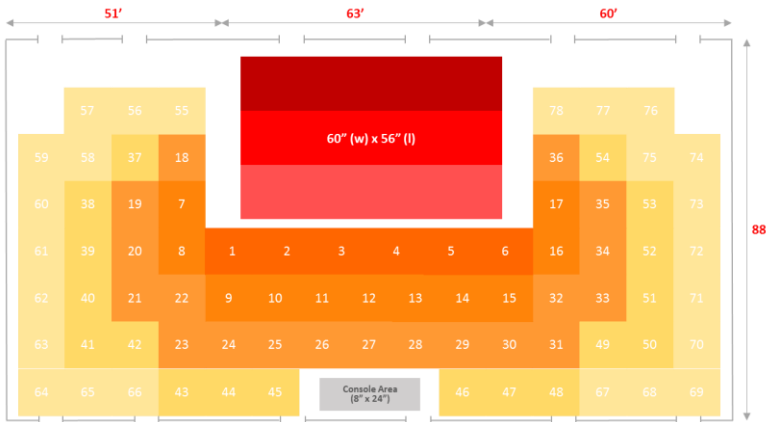 51’ 63’ 60’
57 56 55 78 77 76
60” (w) x 56” (l)
59 58 37 18 36 54 75 74
60 38 19 7 17 35 53 73
88
61 39 20 8 1 2 3 4 5 6 16 34 52 72
62 40 21 22 9 10 11 12 13 14 15 32 33 51 71
63 41 42 23 24 25 26 27 28 29 30 31 49 50 70
64 65 66 43 44 45 Console Area 46 47 48 67 68 69
(8” x 24”)